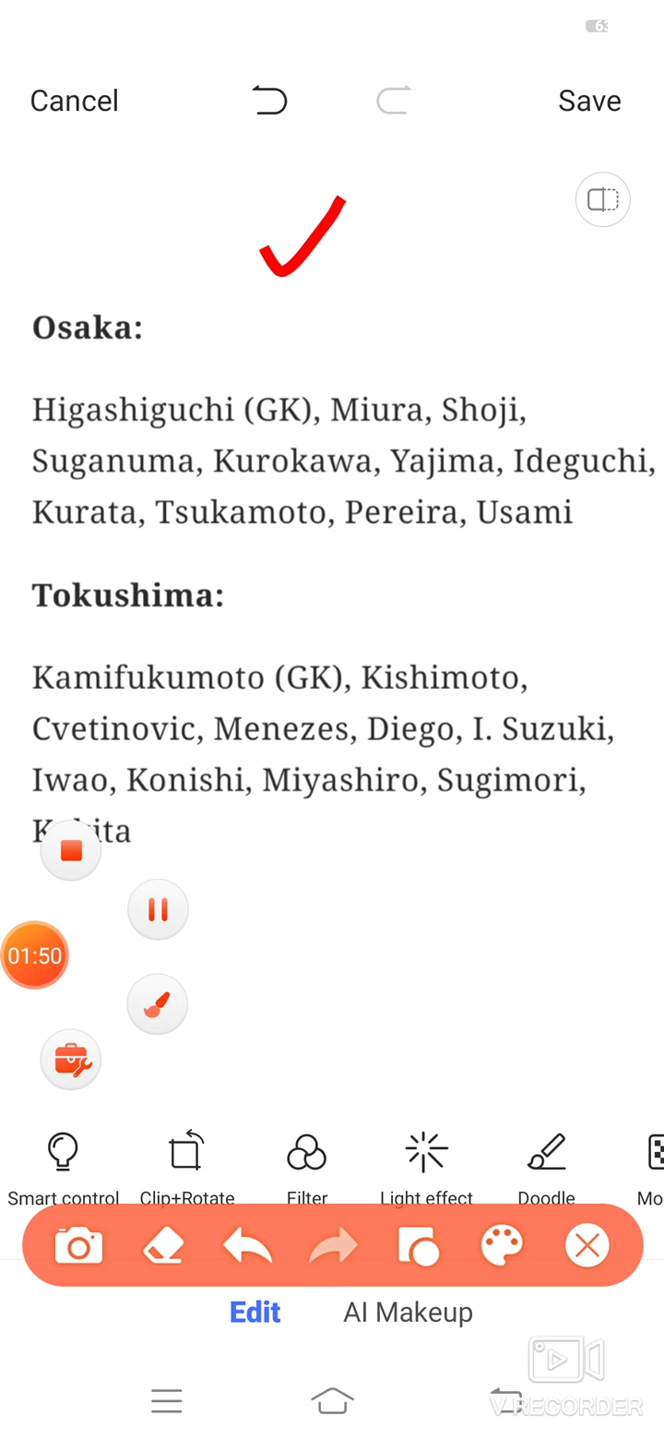 63
Cancel
Save
Osaka:
Higashiguchi (GK), Miura, Shoji,
Suganuma, Kurokawa, Yajima, Ideguchi,
Kurata, Tsukamoto, Pereira, Usami
Tokushima:
Kamifukumoto (GK), Kishimoto,
Cvetinovic, Menezes, Diego, I. Suzuki,
Iwao, Konishi, Miyashiro, Sugimori,
01:50
Smart control Clip+Rotate Filter Light effect Doodle Mo
Edit AI Makeup
V RECORDER